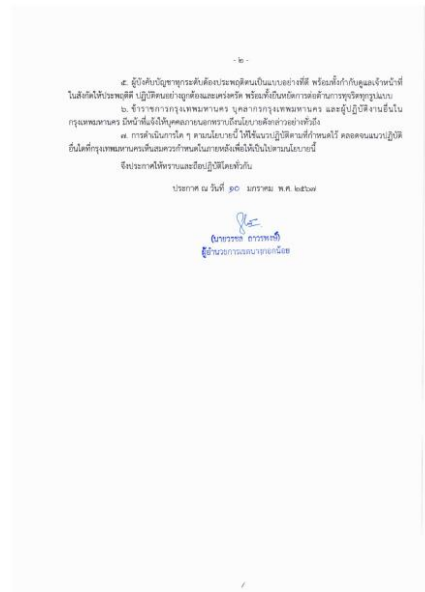 - ๒ -
๕. ผู้บังคับบัญชาทุกระดับต้องประพฤติตนเป็นแบบอย่างที่ดี พร้อมทั้งกำกับดูแลเจ้าหน้าที่
ในสังกัดให้ประพฤติดี ปฏิบัติตนอย่างถูกต้องและเคร่งครัด พร้อมทั้งยืนหยัดการต่อต้านการทุจริตทุกรูปแบบ
๖. ข้าราชการกรุงเทพมหานคร บุคลากรกรุงเทพมหานคร และผู้ปฏิบัติงานอื่นใน
กรุงเทพมหานคร มีหน้าที่แจ้งให้บุคคลภายนอกทราบถึงนโยบายดังกล่าวอย่างทั่วถึง
๗. การดำเนินการใด ๆ ตามนโยบายนี้ ให้ใช้แนวปฏิบัติตามที่กำหนดไว้ ตลอดจนแนวปฏิบัติ
อื่นใดที่กรุงเทพมหานครเห็นสมควรกำหนดในภายหลังเพื่อให้เป็นไปตามนโยบายนี้
จึงประกาศให้ทราบและถือปฏิบัติโดยทั่วกัน
ประกาศ ณ วันที่ ๑๐ มกราคม พ.ศ. ๒๕๖๗
ผู้อำนวยการเขตบางกอกน้อย